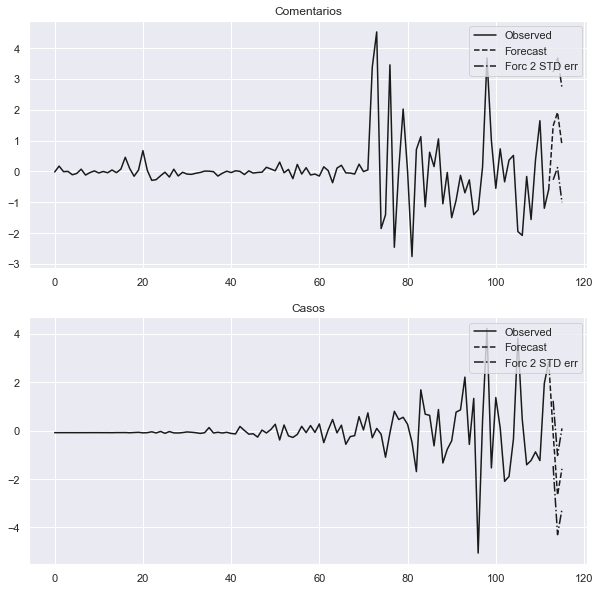 Comentarios
Observed
Forecast
Forc 2 STD err
4
3
2
1
0
−1
−2
−3
0 20 40 60 80 100 120
Casos
Observed
Forecast
Forc 2 STD err
4
2
0
−2
−4
0 20 40 60 80 100 120